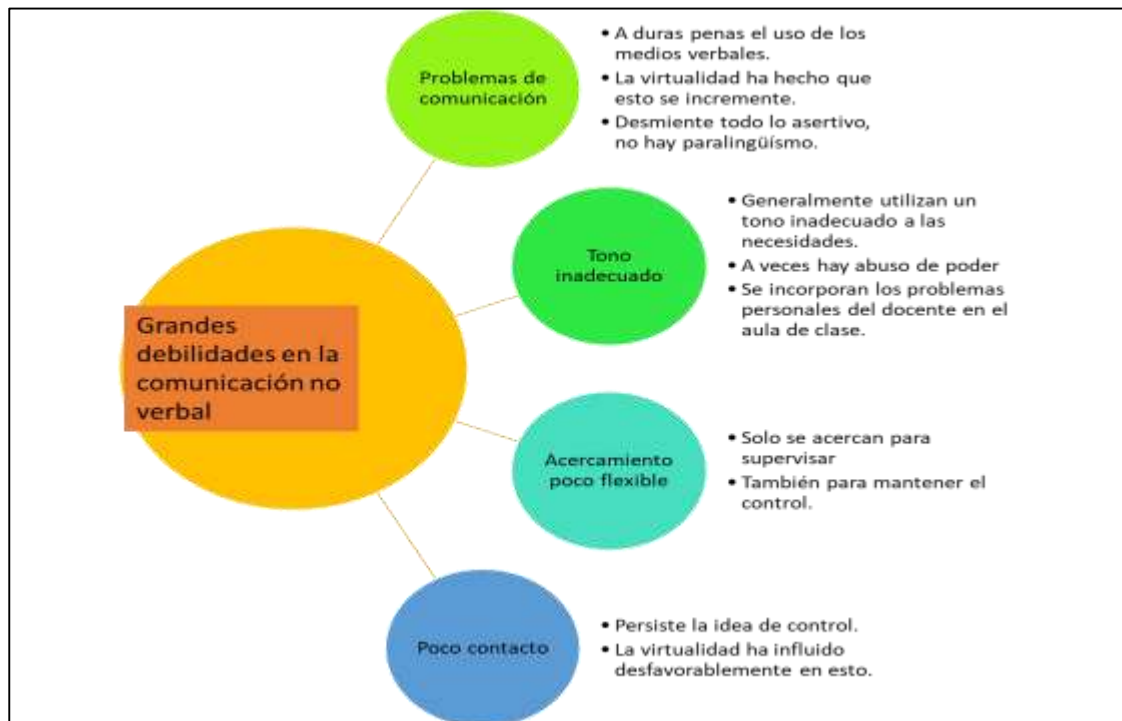 Grandes
debilidades en la
comunicación no
verbal
Problemas de
comunicación
• A duras penas el uso de los
medios verbales.
• La virtualidad ha hecho que
esto se incremente.
• Desmiente todo lo asertivo,
no hay paralingüísmo.
Tono
inadecuado
• Generalmente utilizan un
tono inadecuado a las
necesidades.
• A veces hay abuso de poder
• Se incorporan los problemas
personales del docente en el
aula de clase.
Acercamiento
poco flexible
• Solo se acercan para
supervisar
• También para mantener el
control.
Poco contacto
• Persiste la idea de control.
• La virtualidad ha influido
desfavorablemente en esto.